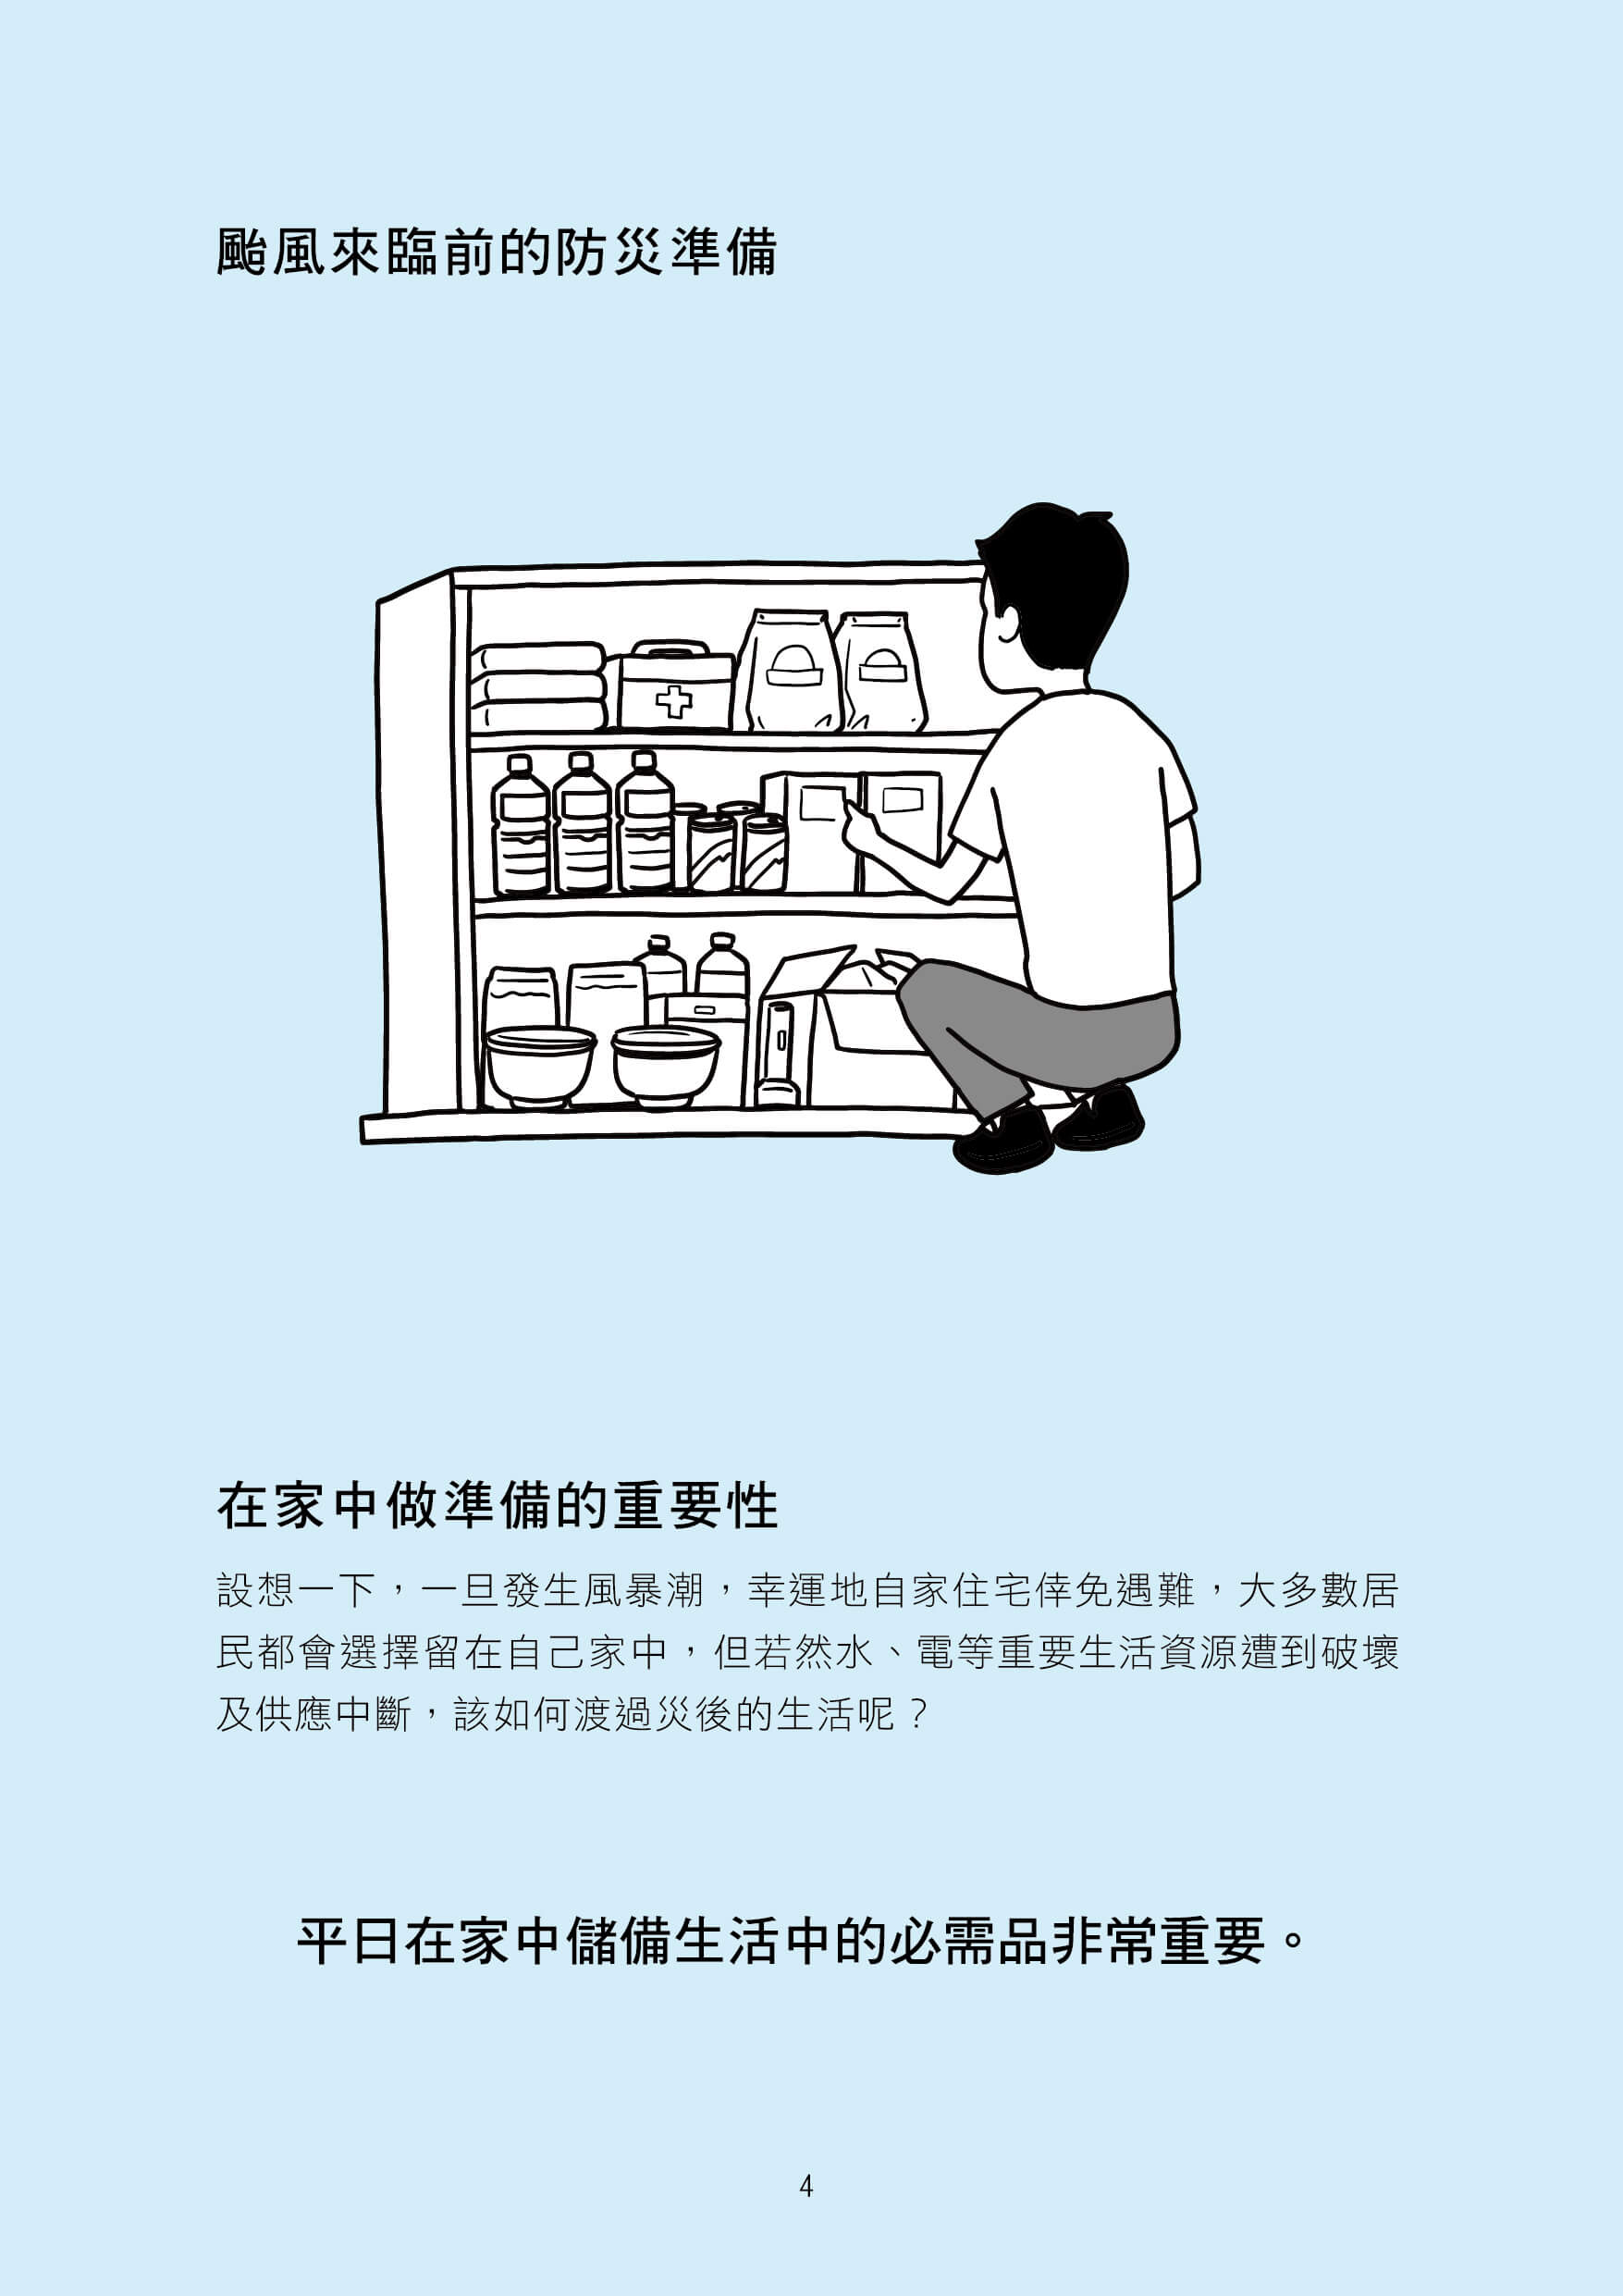 颱風來臨前的防災準備
在家中做準備的重要性
設想一下，一旦發生風暴潮，幸運地自家住宅倖免遇難，大多數居
民都會選擇留在自己家中，但若然水、電等重要生活資源遭到破壞
及供應中斷，該如何渡過災後的生活呢？
平日在家中儲備生活中的必需品非常重要。
4